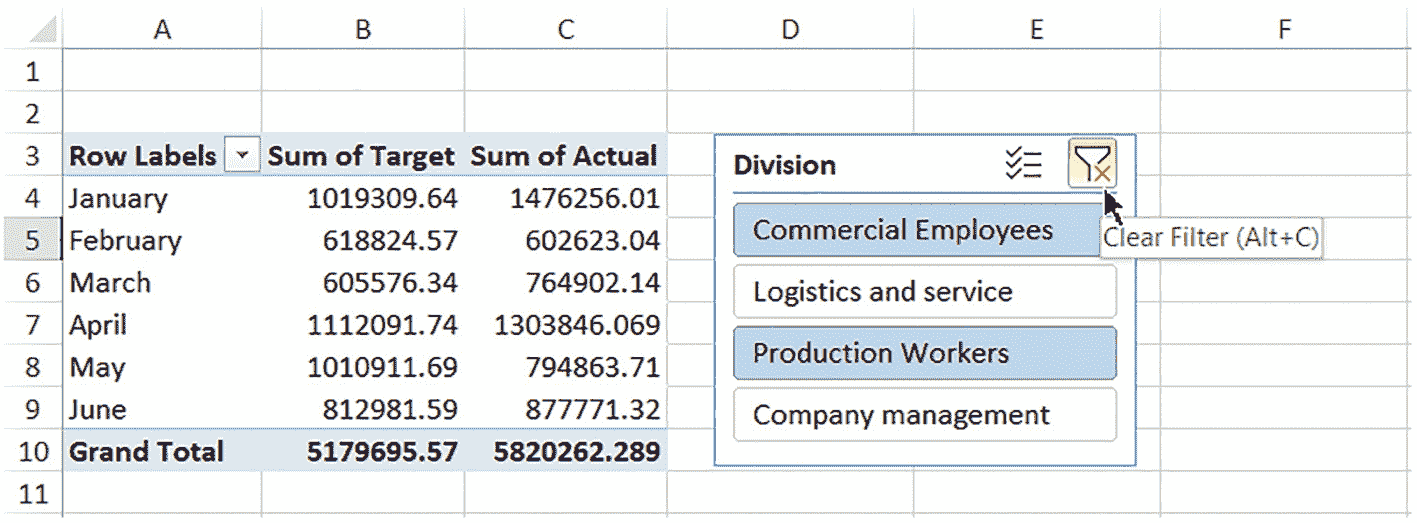 A B C D E F
1
2
3 Row Labels Sum of Target Sum of Actual Division
4 January 1019309.64 1476256.01
5 February 618824.57 602623.04 Commercial Employees Clear Filter (Alt+C)
6 March 605576.34 764902.14 Logistics and service
7 April 1112091.74 1303846.069
8 May 1010911.69 794863.71 Production Workers
9 June 812981.59 877771.32 Company management
10 Grand Total 5179695.57 5820262.289
11